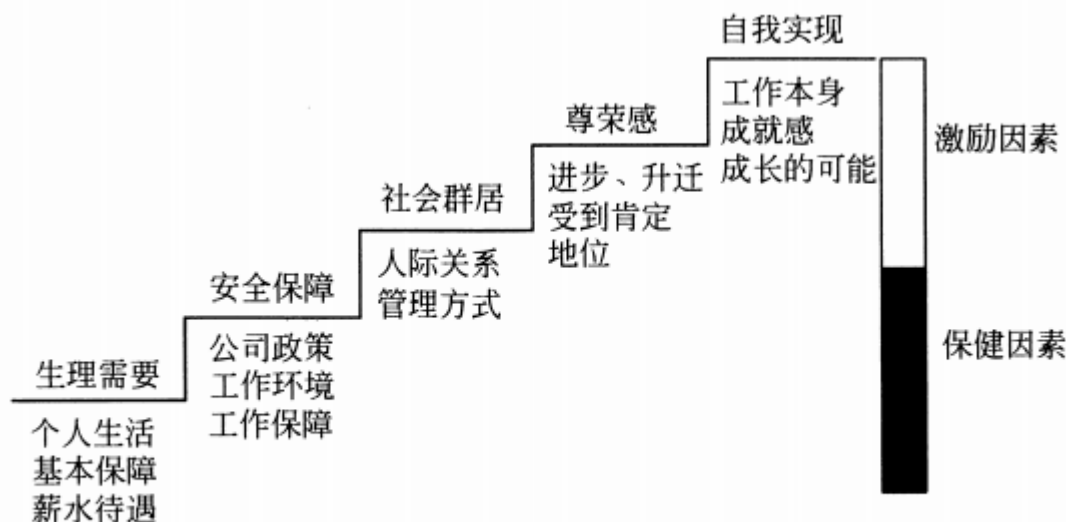 自我实现
工作本身
成就感
成长的可能
尊荣感
进步、升迁
受到肯定
地位
社会群居
人际关系
管理方式
安全保障
公司政策
工作环境
工作保障
生理需要
个人生活
基本保障
薪水待遇
激励因素
保健因素